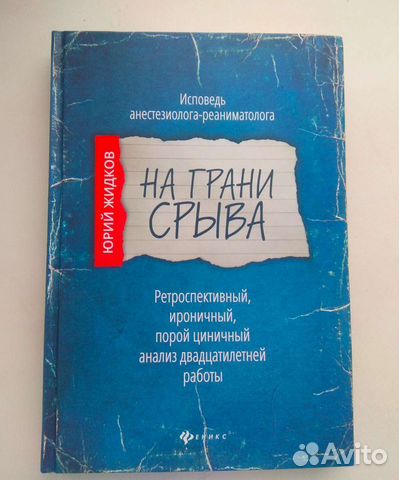 Исповедь
анестезиолога-реаниматолога
ЮРИЙ ЖИДКОВ
НА ГРАНИ
СРЫВА
Ретроспективный,
ироничный,
порой циничный
анализ двадцатилетней
работы
ФЕНИКС
Avito